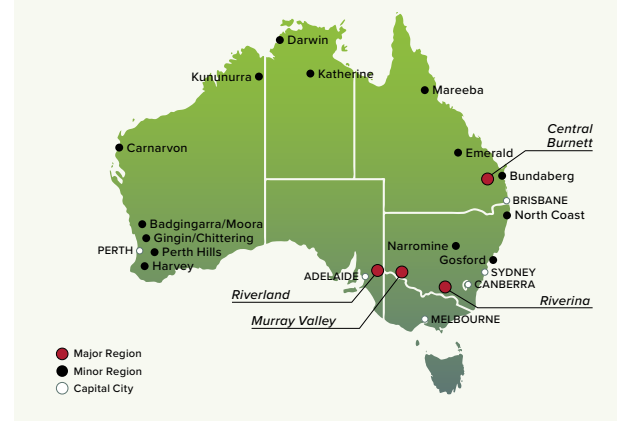 Darwin
Katherine
Kununurra
Mareeba
Central
Burnett
Carnarvon
Emerald
Bundaberg
BRISBANE
North Coast
Badgingarra/Moora
Gingin/Chittering
PERTH
Perth Hills
Harvey
Narromine
Gosford
SYDNEY
ADELAIDE
CANBERRA
Riverland
Riverina
Murray Valley
MELBOURNE
Major Region
Minor Region
Capital City